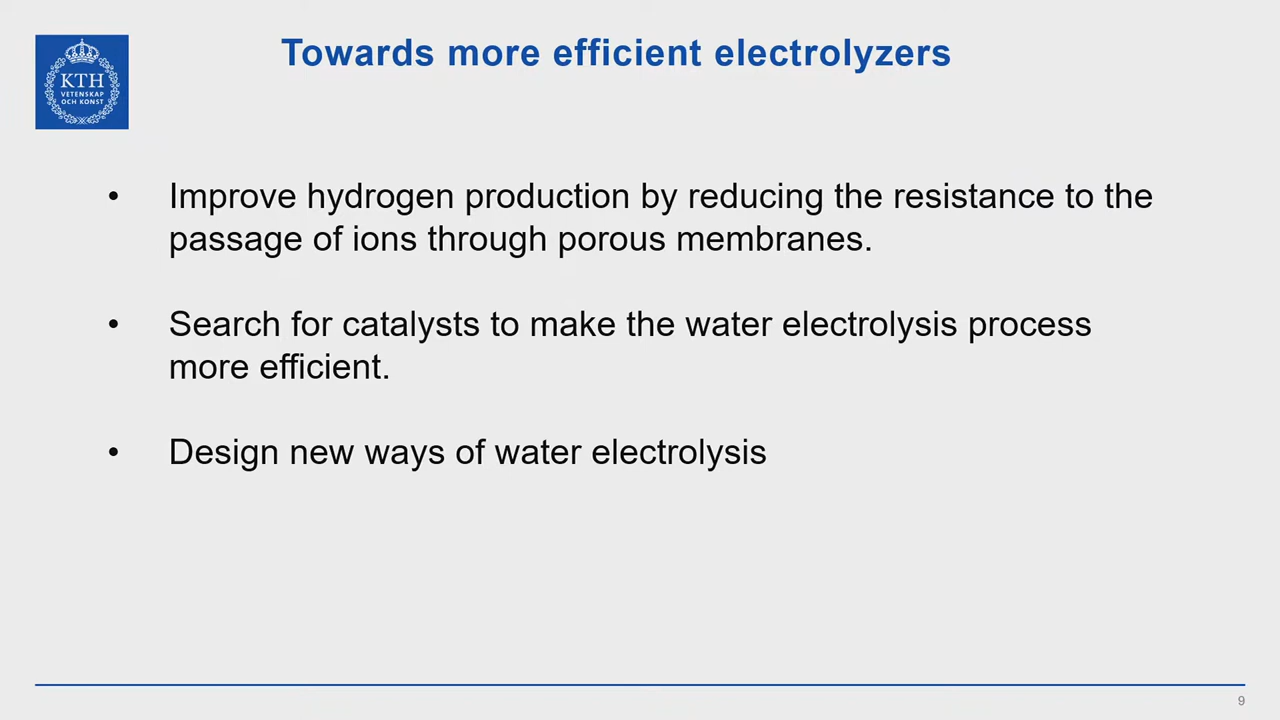 Towards more efficient electrolyzers
KTH
VETENSKAP
OCH KONST
• Improve hydrogen production by reducing the resistance to the
passage of ions through porous membranes.
• Search for catalysts to make the water electrolysis process
more efficient.
• Design new ways of water electrolysis
9